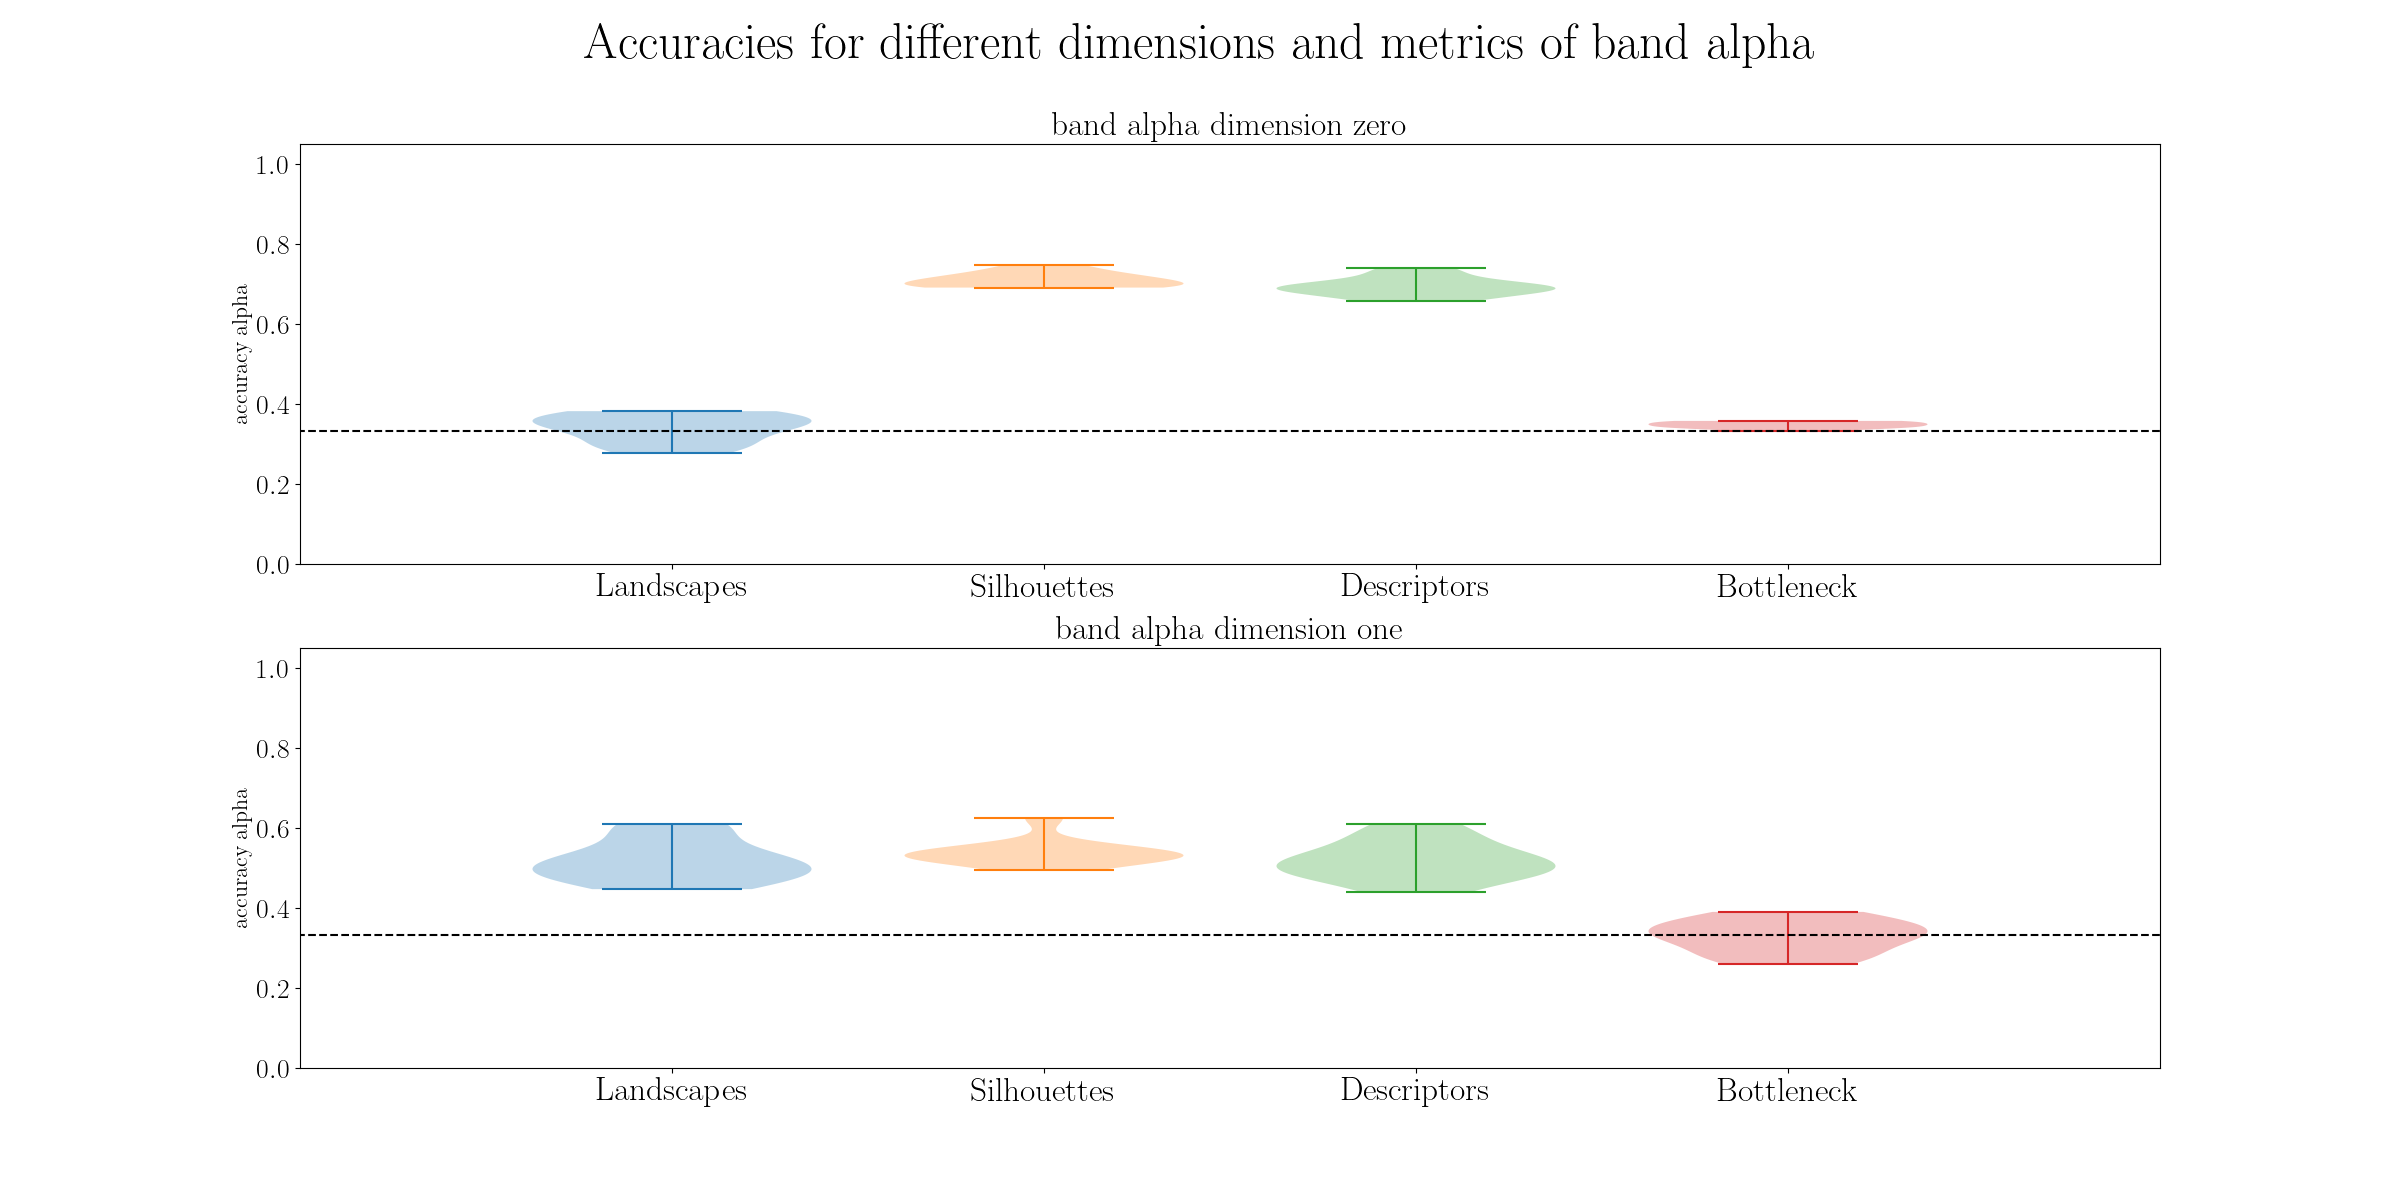 Accuracies for different dimensions and metrics of band alpha
band alpha dimension zero
accuracy alpha
1.0
0.8
0.6
0.4
0.2
0.0
Landscapes Silhouettes Descriptors Bottleneck
band alpha dimension one
accuracy alpha
1.0
0.8
0.6
0.4
0.2
0.0
Landscapes Silhouettes Descriptors Bottleneck